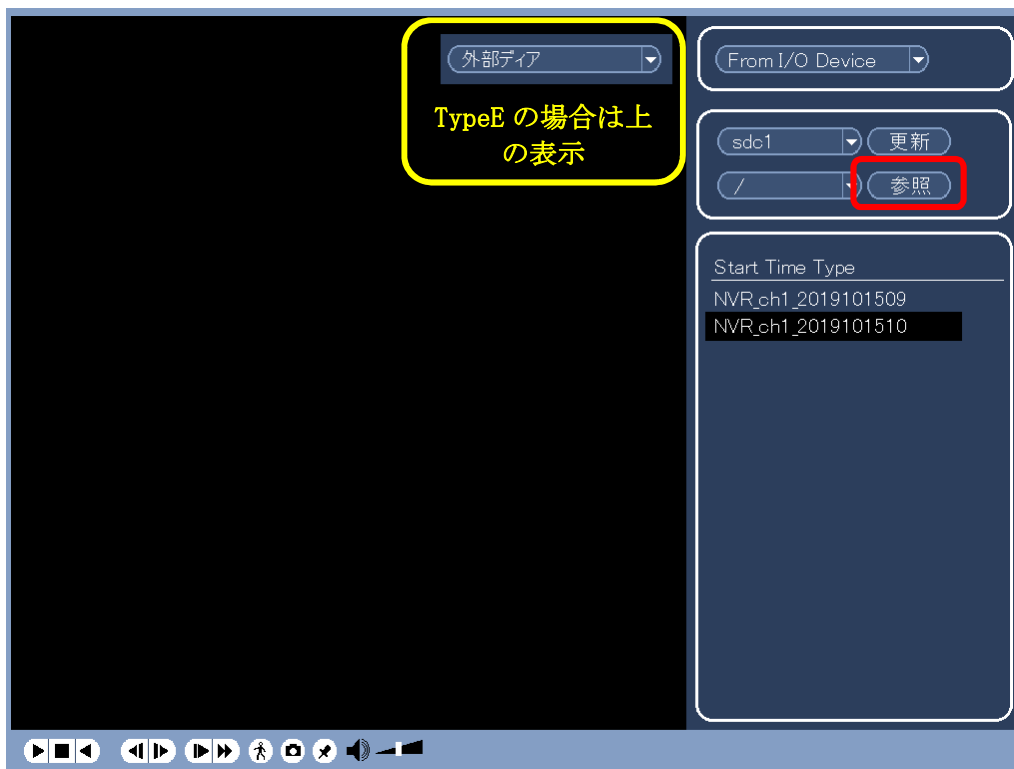 外部ディア
TypeE の場合は上
の表示
From I/O Device
sdc1
更新
/
参照
Start Time Type
NVR_ch1_2019101509
NVR_ch1_2019101510